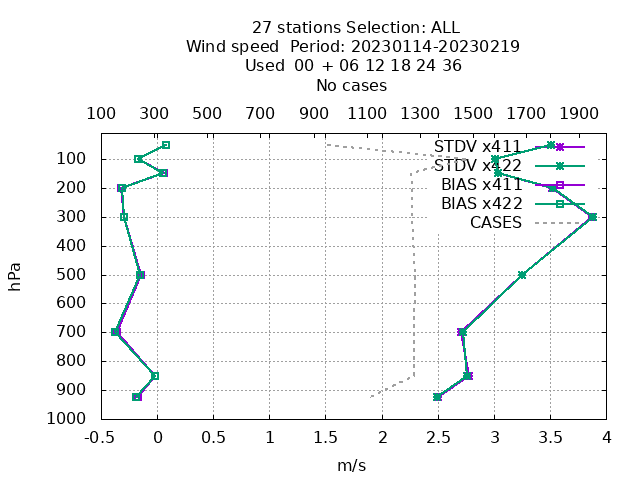 27 stations Selection: ALL
Wind speed  Period: 20230114-20230219
Used  00 + 06 12 18 24 36
No cases
100 300 500 700 900 1100 1300 1500 1700 1900
STDV x411
STDV x422
BIAS x411
BIAS x422
CASES
100
200
300
400
500
600
700
800
900
1000
hPa
-0.5 0 0.5 1 1.5 2 2.5 3 3.5 4
m/s